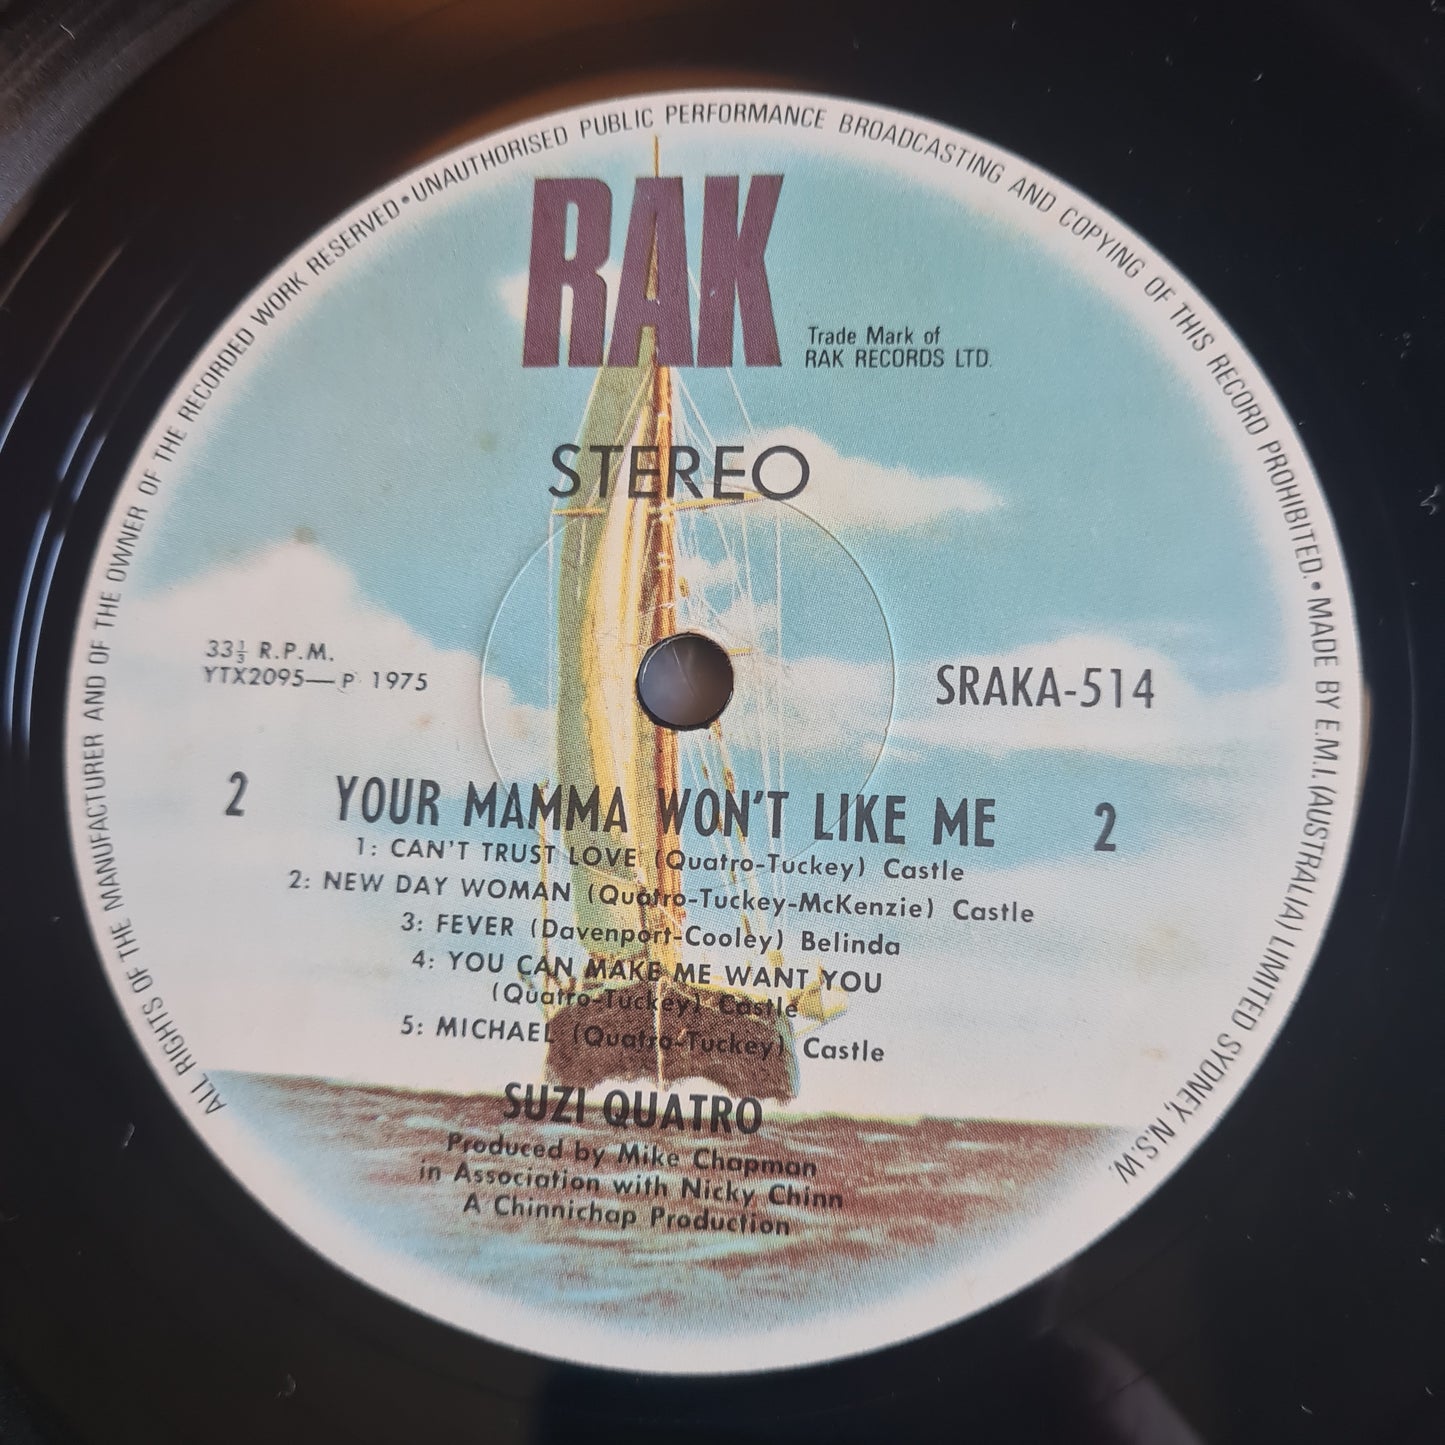 ALL RIGHTS OF THE MANUFACTURER AND OF THE OWNER OF THE RECORDED WORK RESERVED • UNAUTHORISED PUBLIC PERFORMANCE BROADCASTING AND COPYING OF THIS RECORD PROHIBITED. • MADE BY E.M.I. (AUSTRALIA) LIMITED SYDNEY, N.S.W.
RAK
Trade Mark of
RAK RECORDS LTD.
STEREO
33⅓ R.P.M.
YTX2095—P 1975
SRAKA-514
2 YOUR MAMMA WON'T LIKE ME 2
1: CAN'T TRUST LOVE (Quatro-Tuckey) Castle
2: NEW DAY WOMAN (Quatro-Tuckey-McKenzie) Castle
3: FEVER (Davenport-Cooley) Belinda
4: YOU CAN MAKE ME WANT YOU
(Quatro-Tuckey) Castle
5: MICHAEL (Quatro-Tuckey) Castle
SUZI QUATRO
Produced by Mike Chapman
in Association with Nicky Chinn
A Chinnichap Production